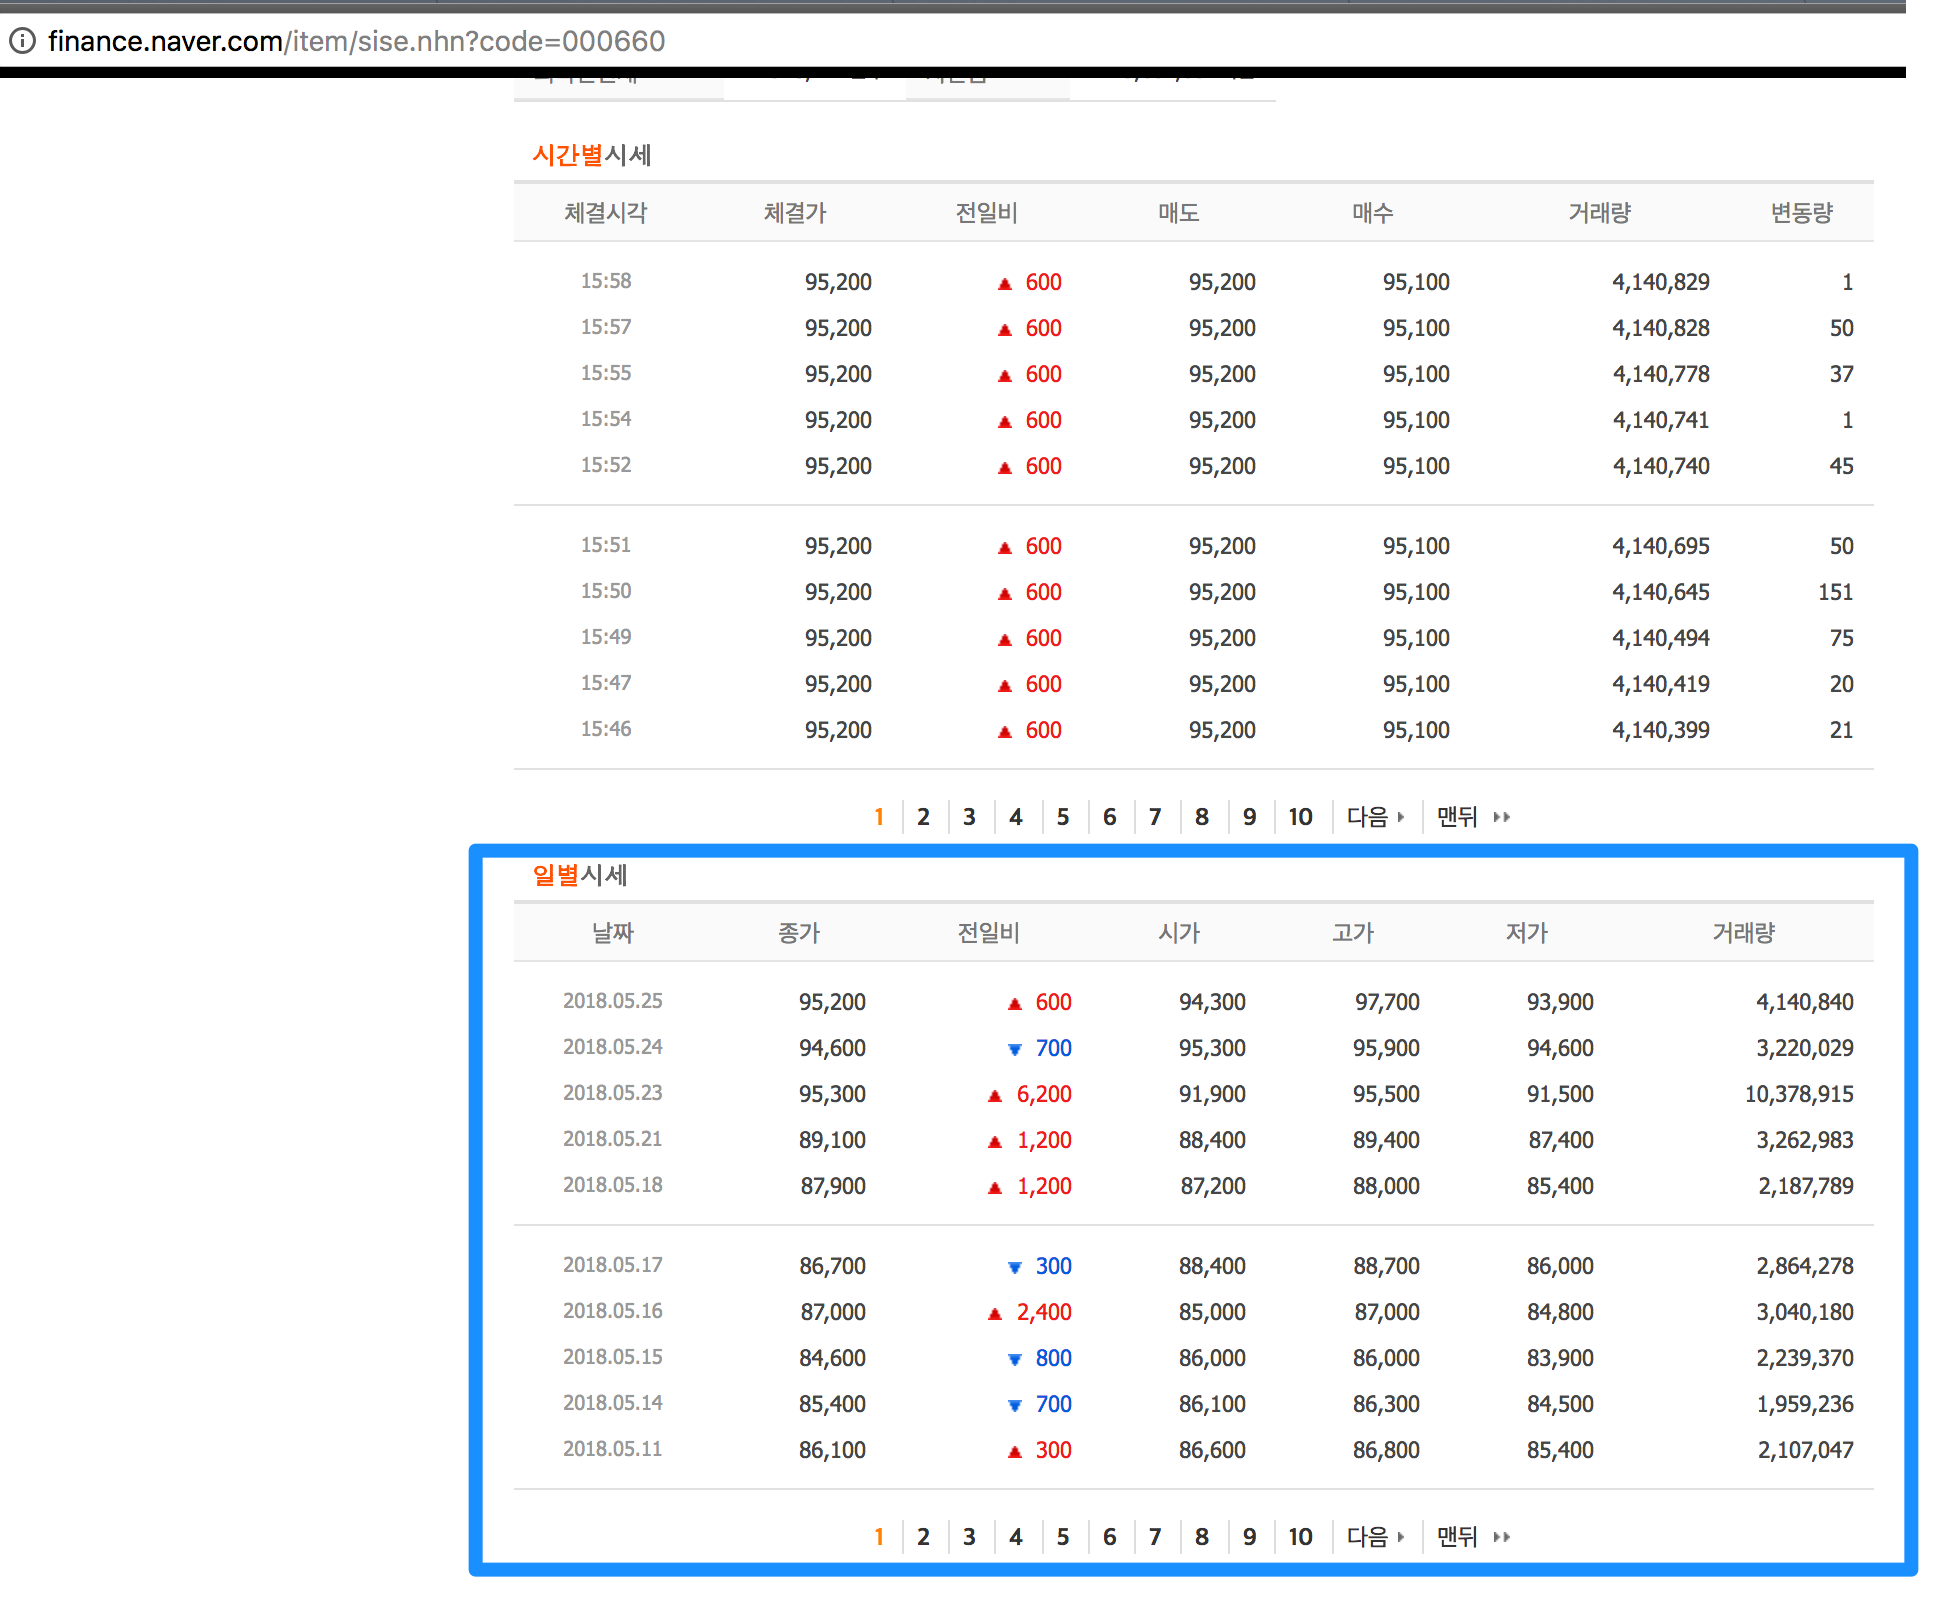 finance.naver.com/item/sise.nhn?code=000660
시간별시세
체결시각 체결가 전일비 매도 매수 거래량 변동량
15:58 95,200 ▲ 600 95,200 95,100 4,140,829 1
15:57 95,200 ▲ 600 95,200 95,100 4,140,828 50
15:55 95,200 ▲ 600 95,200 95,100 4,140,778 37
15:54 95,200 ▲ 600 95,200 95,100 4,140,741 1
15:52 95,200 ▲ 600 95,200 95,100 4,140,740 45
15:51 95,200 ▲ 600 95,200 95,100 4,140,695 50
15:50 95,200 ▲ 600 95,200 95,100 4,140,645 151
15:49 95,200 ▲ 600 95,200 95,100 4,140,494 75
15:47 95,200 ▲ 600 95,200 95,100 4,140,419 20
15:46 95,200 ▲ 600 95,200 95,100 4,140,399 21
1 2 3 4 5 6 7 8 9 10 다음 맨뒤
일별시세
날짜 종가 전일비 시가 고가 저가 거래량
2018.05.25 95,200 ▲ 600 94,300 97,700 93,900 4,140,840
2018.05.24 94,600 ▼ 700 95,300 95,900 94,600 3,220,029
2018.05.23 95,300 ▲ 6,200 91,900 95,500 91,500 10,378,915
2018.05.21 89,100 ▲ 1,200 88,400 89,400 87,400 3,262,983
2018.05.18 87,900 ▲ 1,200 87,200 88,000 85,400 2,187,789
2018.05.17 86,700 ▼ 300 88,400 88,700 86,000 2,864,278
2018.05.16 87,000 ▲ 2,400 85,000 87,000 84,800 3,040,180
2018.05.15 84,600 ▼ 800 86,000 86,000 83,900 2,239,370
2018.05.14 85,400 ▼ 700 86,100 86,300 84,500 1,959,236
2018.05.11 86,100 ▲ 300 86,600 86,800 85,400 2,107,047
1 2 3 4 5 6 7 8 9 10 다음 맨뒤